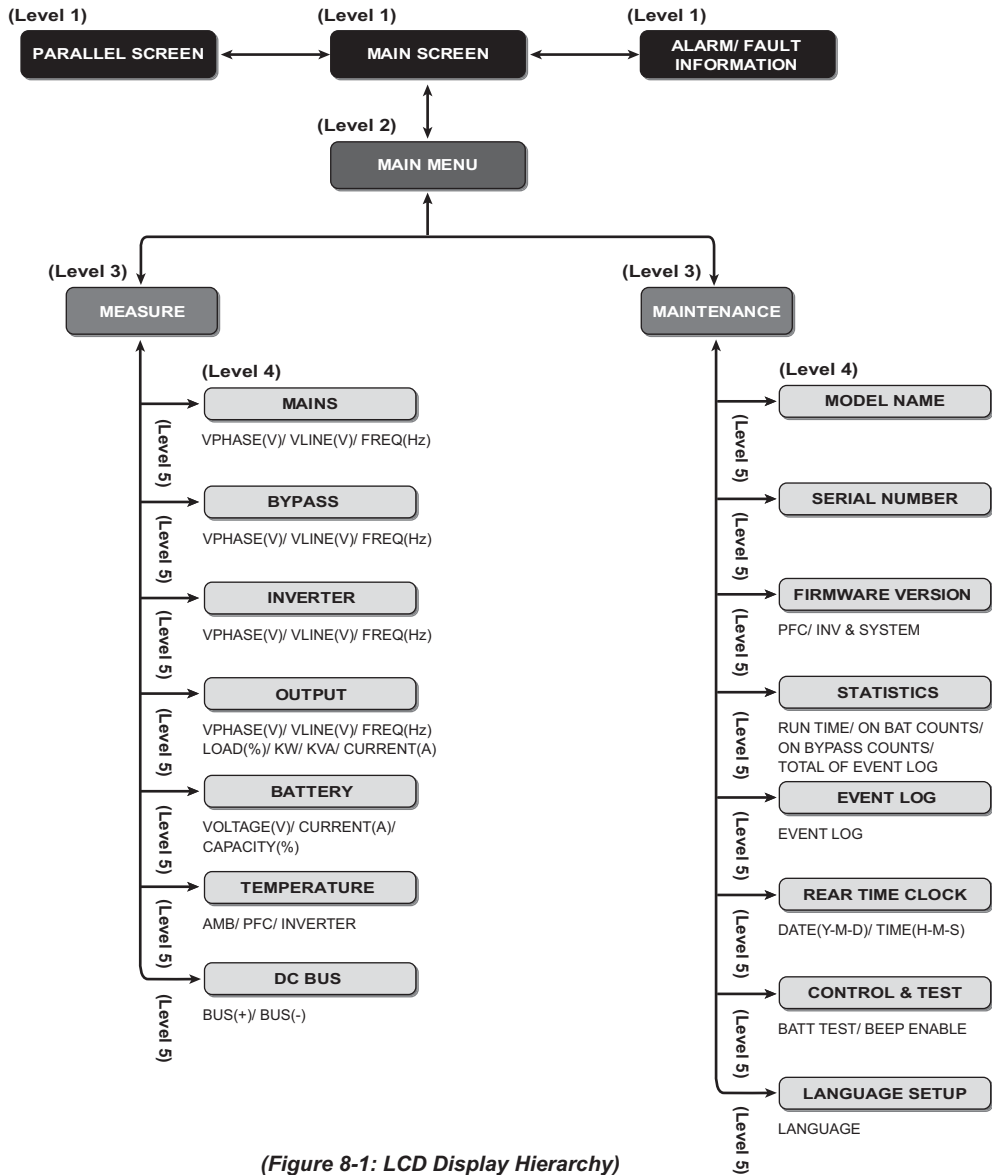 (Level 1)
(Level 1)
(Level 1)
PARALLEL SCREEN
MAIN SCREEN
ALARM/ FAULT
INFORMATION
(Level 2)
MAIN MENU
(Level 3)
MEASURE
(Level 4)
MAINS
VPHASE(V)/ VLINE(V)/ FREQ(Hz)
(Level 5)
BYPASS
VPHASE(V)/ VLINE(V)/ FREQ(Hz)
(Level 5)
INVERTER
VPHASE(V)/ VLINE(V)/ FREQ(Hz)
(Level 5)
OUTPUT
VPHASE(V)/ VLINE(V)/ FREQ(Hz)
LOAD(%)/ KW/ KVA/ CURRENT(A)
(Level 5)
BATTERY
VOLTAGE(V)/ CURRENT(A)/
CAPACITY(%)
(Level 5)
TEMPERATURE
AMB/ PFC/ INVERTER
(Level 5)
DC BUS
BUS(+)/ BUS(-)
(Level 5)
(Level 3)
MAINTENANCE
(Level 4)
MODEL NAME
(Level 5)
SERIAL NUMBER
(Level 5)
FIRMWARE VERSION
PFC/ INV & SYSTEM
(Level 5)
STATISTICS
RUN TIME/ ON BAT COUNTS/
ON BYPASS COUNTS/
TOTAL OF EVENT LOG
(Level 5)
EVENT LOG
EVENT LOG
(Level 5)
REAR TIME CLOCK
DATE(Y-M-D)/ TIME(H-M-S)
(Level 5)
CONTROL & TEST
BATT TEST/ BEEP ENABLE
(Level 5)
LANGUAGE SETUP
LANGUAGE
(Level 5)
(Figure 8-1: LCD Display Hierarchy)